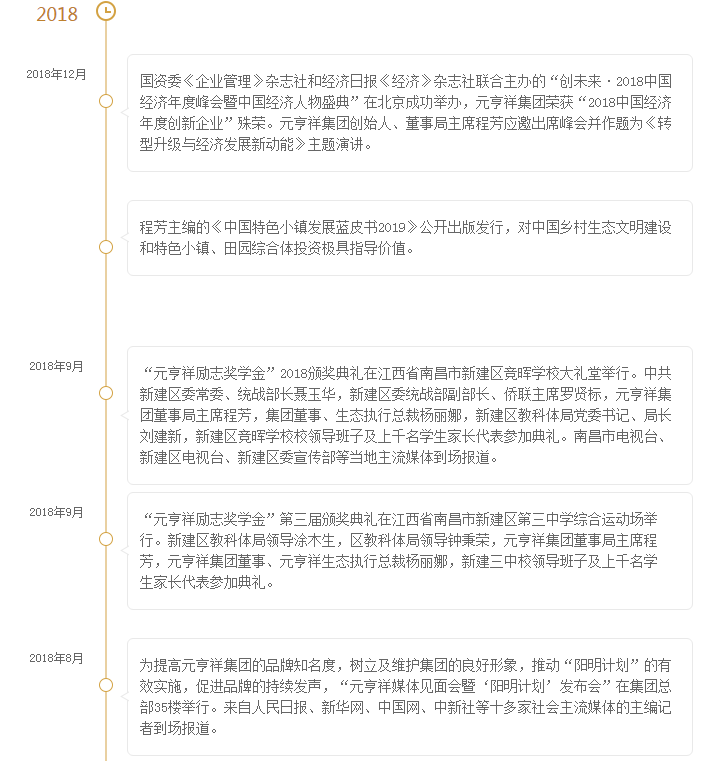 2018
2018年12月
国资委《企业管理》杂志社和经济日报《经济》杂志社联合主办的“创未来·2018中国
经济年度峰会暨中国经济人物盛典”在北京成功举办，元亨祥集团荣获“2018中国经济
年度创新企业”殊荣。元亨祥集团创始人、董事局主席程芳应邀出席峰会并作题为《转
型升级与经济发展新动能》主题演讲。
程芳主编的《中国特色小镇发展蓝皮书2019》公开出版发行，对中国乡村生态文明建设
和特色小镇、田园综合体投资极具指导价值。
2018年9月
“元亨祥励志奖学金”2018颁奖典礼在江西省南昌市新建区竞晖学校大礼堂举行。中共
新建区委常委、统战部长聂玉华，新建区委统战部副部长、侨联主席罗贤标，元亨祥集
团董事局主席程芳，集团董事、生态执行总裁杨丽娜，新建区教科体局党委书记、局长
刘建新，新建区竞晖学校校领导班子及上千名学生家长代表参加典礼。南昌市电视台、
新建区电视台、新建区委宣传部等当地主流媒体到场报道。
2018年9月
“元亨祥励志奖学金”第三届颁奖典礼在江西省南昌市新建区第三中学综合运动场举
行。新建区教科体局领导涂木生，区教科体局领导钟秉荣，元亨祥集团董事局主席程
芳，元亨祥集团董事、元亨祥生态执行总裁杨丽娜，新建三中校领导班子及上千名学
生家长代表参加典礼。
2018年8月
为提高元亨祥集团的品牌知名度，树立及维护集团的良好形象，推动“阳明计划”的有
效实施，促进品牌的持续发声，“元亨祥媒体见面会暨‘阳明计划’发布会”在集团总
部35楼举行。来自人民日报、新华网、中国网、中新社等十多家社会主流媒体的主编记
者到场报道。